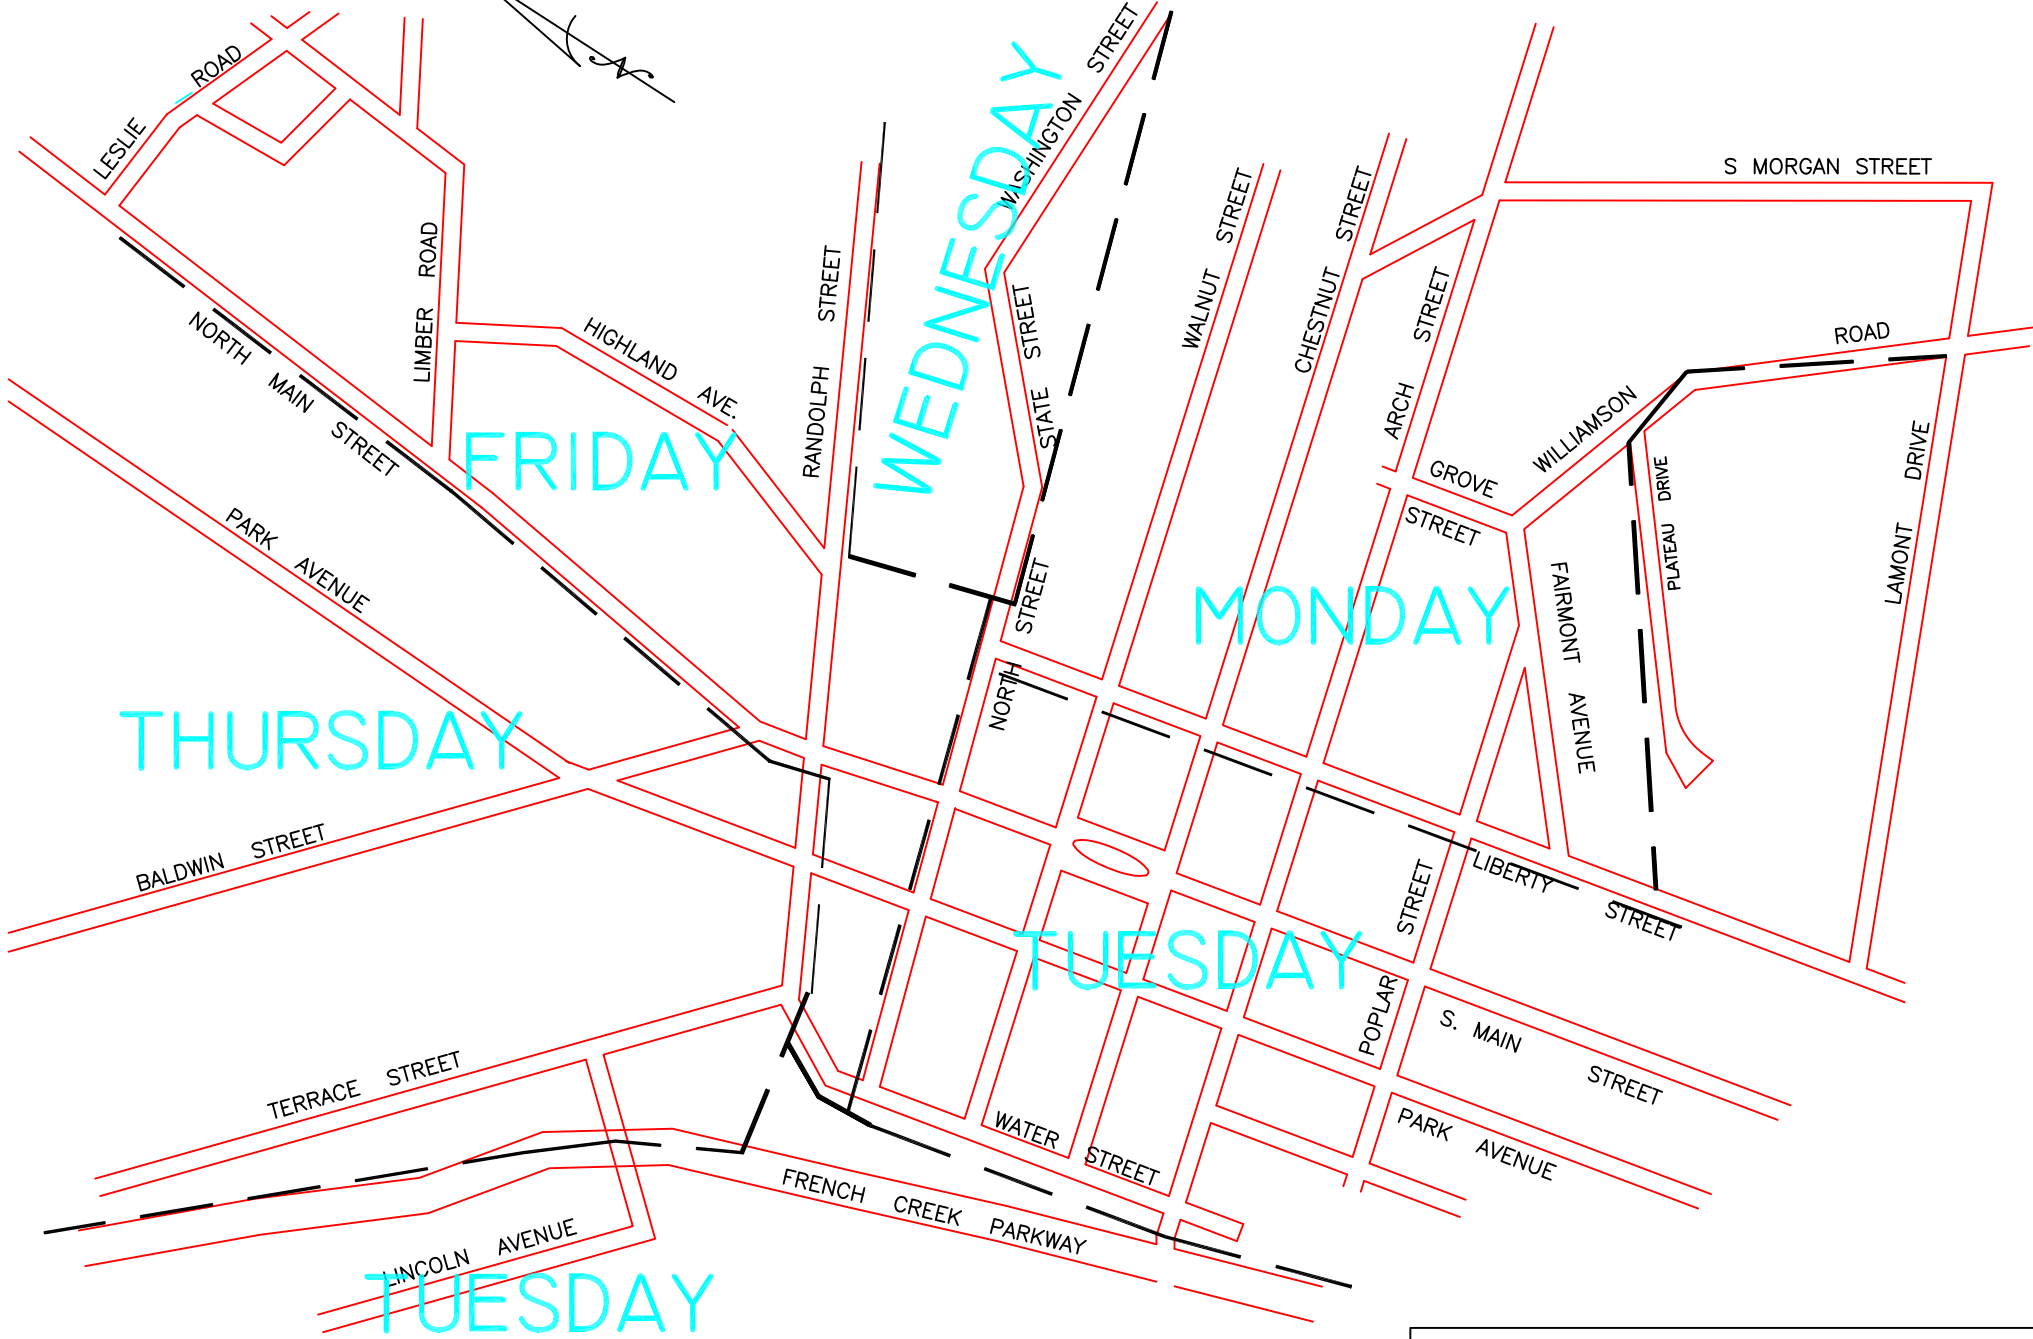 N
LESLIE ROAD
NORTH MAIN STREET
LIMBER ROAD
HIGHLAND AVE.
RANDOLPH STREET
WEDNESDAY
WASHINGTON STREET
STATE STREET
WALNUT STREET
CHESTNUT STREET
ARCH STREET
S MORGAN STREET
WILLIAMSON ROAD
GROVE STREET
PLATEAU DRIVE
LAMONT DRIVE
FAIRMONT AVENUE
FRIDAY
MONDAY
PARK AVENUE
NORTH STREET
THURSDAY
BALDWIN STREET
LIBERTY STREET
POPLAR STREET
TUESDAY
S. MAIN STREET
PARK AVENUE
WATER STREET
TERRACE STREET
FRENCH CREEK PARKWAY
LINCOLN AVENUE
TUESDAY